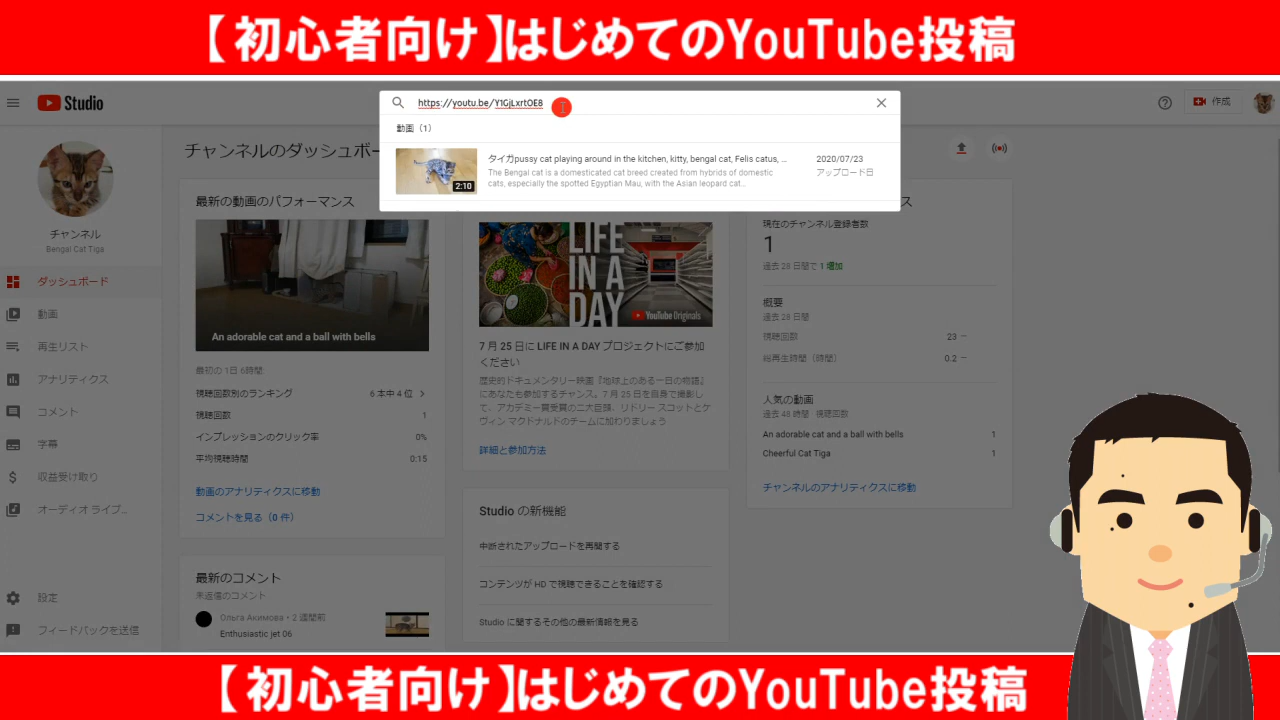 【初心者向け】はじめてのYouTube投稿
Studio
https://youtu.be/Y1GjLxrtOE8
作成
動画（1）
チャンネルのダッシュボー
タイガpussy cat playing around in the kitchen, kitty, bengal cat, Felis catus, ...
The Bengal cat is a domesticated cat breed created from hybrids of domestic
cats, especially the spotted Egyptian Mau, with the Asian leopard cat...
2020/07/23
アップロード日
2:10
チャンネル
Bengal Cat Tiga
ダッシュボード
動画
再生リスト
アナリティクス
コメント
字幕
収益受け取り
オーディオ ライブ...
設定
フィードバックを送信
最新の動画のパフォーマンス
An adorable cat and a ball with bells
最初の 1日 6時間
視聴回数別のランキング
6 本中 4 位
視聴回数
1
インプレッションのクリック率
0%
平均視聴時間
0:15
動画のアナリティクスに移動
コメントを見る（0 件）
最新のコメント
未返信のコメント
Ольга Акимова • 2 週間前
Enthusiastic jet 06
LIFE
IN A
DAY
YouTube Originals
7 月 25 日に LIFE IN A DAY プロジェクトにご参加
ください
歴史的ドキュメンタリー映画『地球上のある一日の物語』
にあなたも参加するチャンス。7 月 25 日を自身で撮影し
て、アカデミー賞受賞の二大巨頭、リドリー スコットとケ
ヴィン マクドナルドのチームに加わりましょう
詳細と参加方法
Studio の新機能
中断されたアップロードを再開する
コンテンツが HD で視聴できることを確認する
Studio に関するその他の最新情報を見る
ス
現在のチャンネル登録者数
1
過去 28 日間で 1 増加
概要
過去 28 日間
視聴回数
23 —
総再生時間（時間）
0.2 —
人気の動画
過去 48 時間 · 視聴回数
An adorable cat and a ball with bells
1
Cheerful Cat Tiga
1
チャンネルのアナリティクスに移動
【初心者向け】はじめてのYouTube投稿